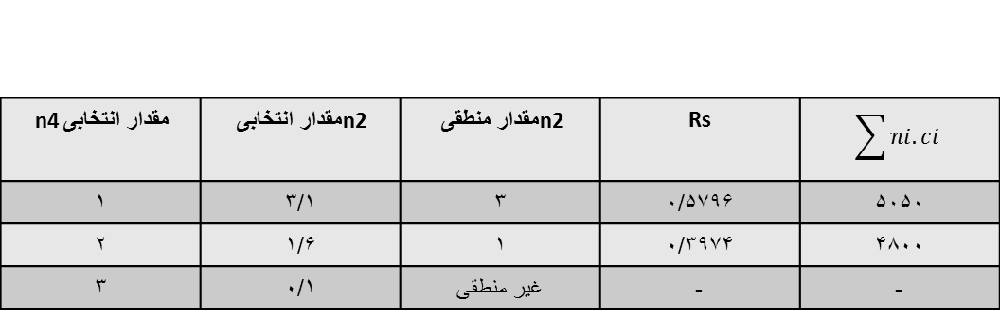 مقدار انتخابی n4
n2مقدار انتخابی
n2مقدار منطقی
Rs
∑ ni.ci
۱
۳/۱
۳
۰/۵۷۹۶
۵۰۵۰
۲
۱/۶
۱
۰/۳۹۷۴
۴۸۰۰
۳
۰/۱
غیر منطقی
-
-